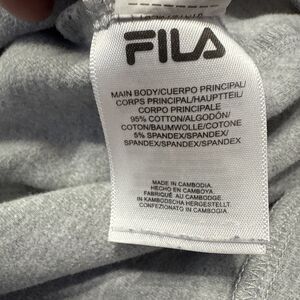 FILA
MAIN BODY/CUERPO PRINCIPAL/
CORPS PRINCIPAL/HAUPTTEIL/
CORPO PRINCIPALE
95% COTTON/ALGODÓN/
COTON/BAUMWOLLE/COTONE
5% SPANDEX/SPANDEX/
SPANDEX/SPANDEX/SPANDEX
MADE IN CAMBODIA
HECHO EN CAMBOYA
FABRIQUÉ AU CAMBODGE
IN KAMBODSCHA HERGESTELLT
CONFEZIONATO IN CAMBOGIA